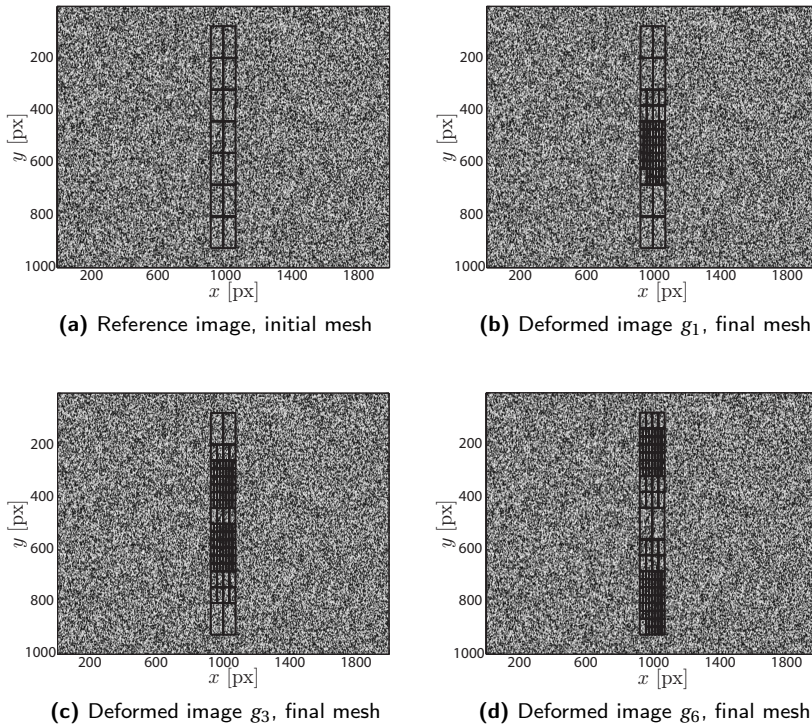 200
400
600
800
1000
y [px]
200 600 1000 1400 1800
x [px]
(a) Reference image, initial mesh
200
400
600
800
1000
y [px]
200 600 1000 1400 1800
x [px]
(b) Deformed image g1, final mesh
200
400
600
800
1000
y [px]
200 600 1000 1400 1800
x [px]
(c) Deformed image g3, final mesh
200
400
600
800
1000
y [px]
200 600 1000 1400 1800
x [px]
(d) Deformed image g6, final mesh